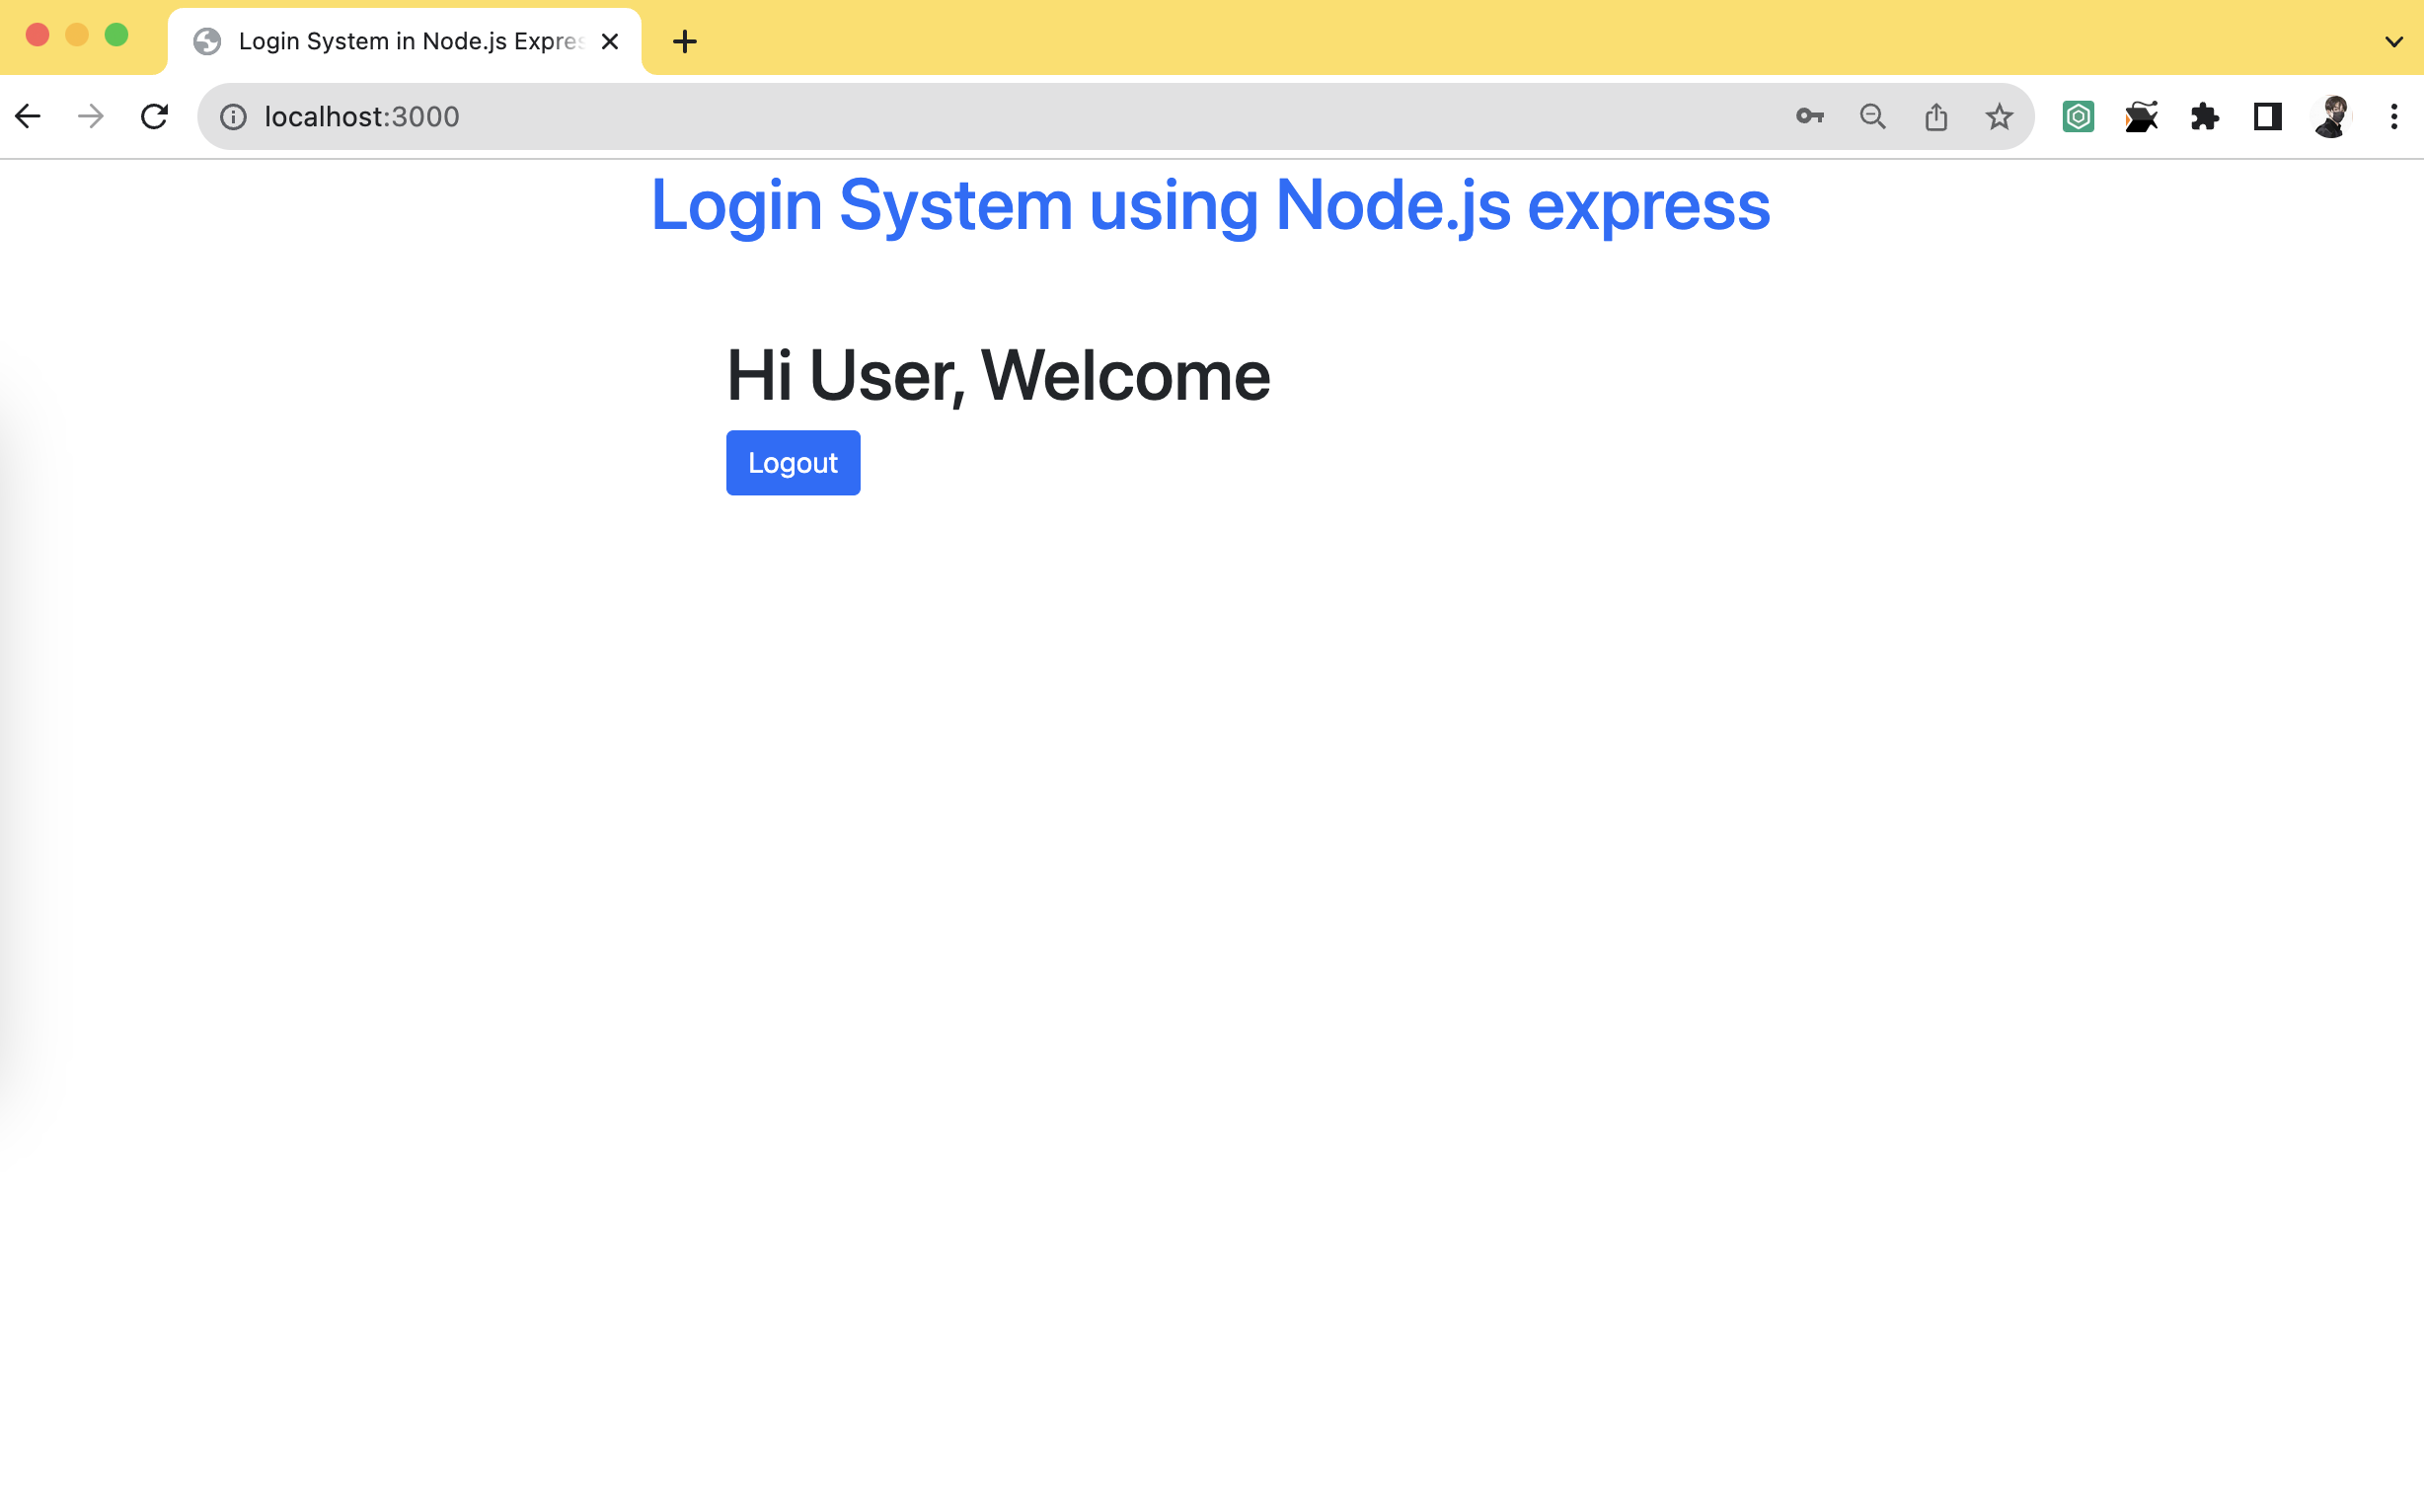 Login System in Node.js Expres
localhost:3000
Login System using Node.js express
Hi User, Welcome
Logout